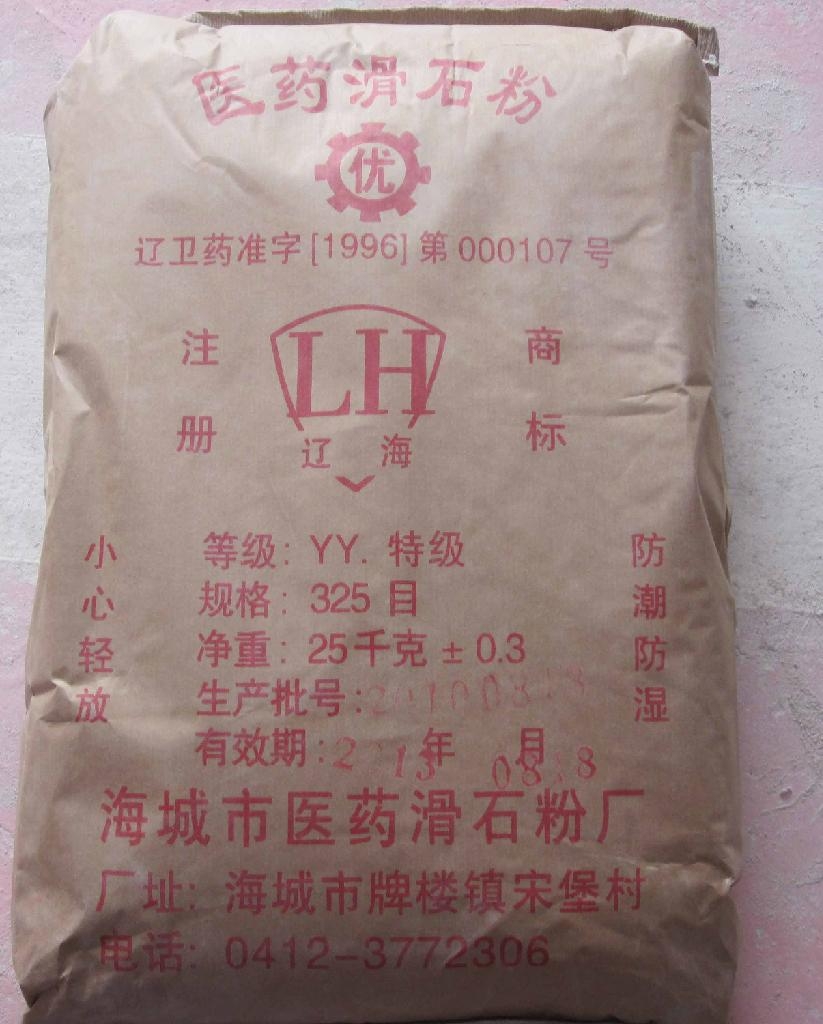 医药滑石粉
优
辽卫药准字[1996]第000107号
注册
LH
商标
辽海
小心轻放
等级: YY. 特级
规格: 325 目
净重: 25千克 ± 0.3
生产批号:
有效期: 年 月
防潮防湿
海城市医药滑石粉厂
厂址: 海城市牌楼镇宋堡村
电话: 0412-3772306